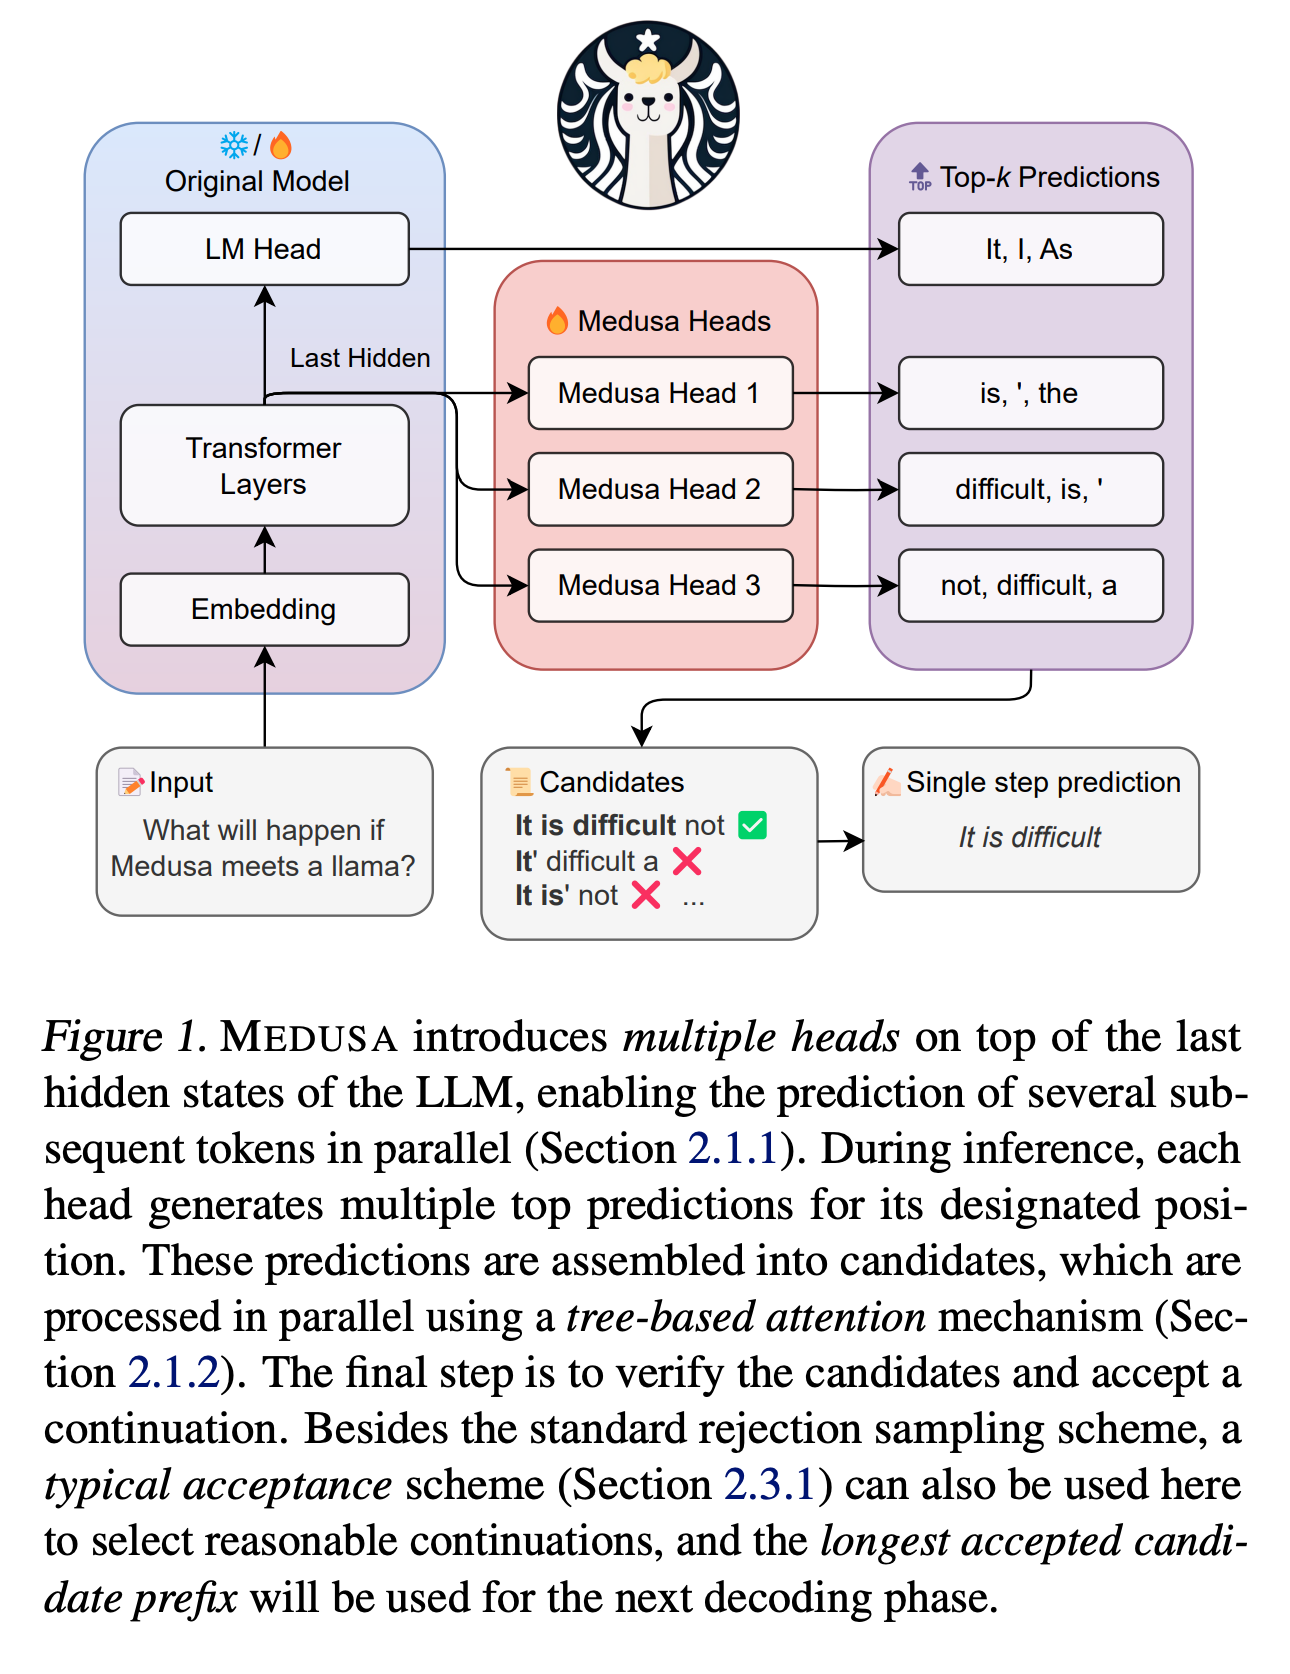 Original Model
LM Head
Last Hidden
Transformer
Layers
Embedding
Medusa Heads
Medusa Head 1
Medusa Head 2
Medusa Head 3
TOP
Top-k Predictions
It, I, As
is, ', the
difficult, is, '
not, difficult, a
Input
What will happen if
Medusa meets a llama?
Candidates
It is difficult not
It' difficult a
It is' not ...
Single step prediction
It is difficult
Figure 1. MEDUSA introduces multiple heads on top of the last
hidden states of the LLM, enabling the prediction of several sub-
sequent tokens in parallel (Section 2.1.1). During inference, each
head generates multiple top predictions for its designated posi-
tion. These predictions are assembled into candidates, which are
processed in parallel using a tree-based attention mechanism (Sec-
tion 2.1.2). The final step is to verify the candidates and accept a
continuation. Besides the standard rejection sampling scheme, a
typical acceptance scheme (Section 2.3.1) can also be used here
to select reasonable continuations, and the longest accepted candi-
date prefix will be used for the next decoding phase.